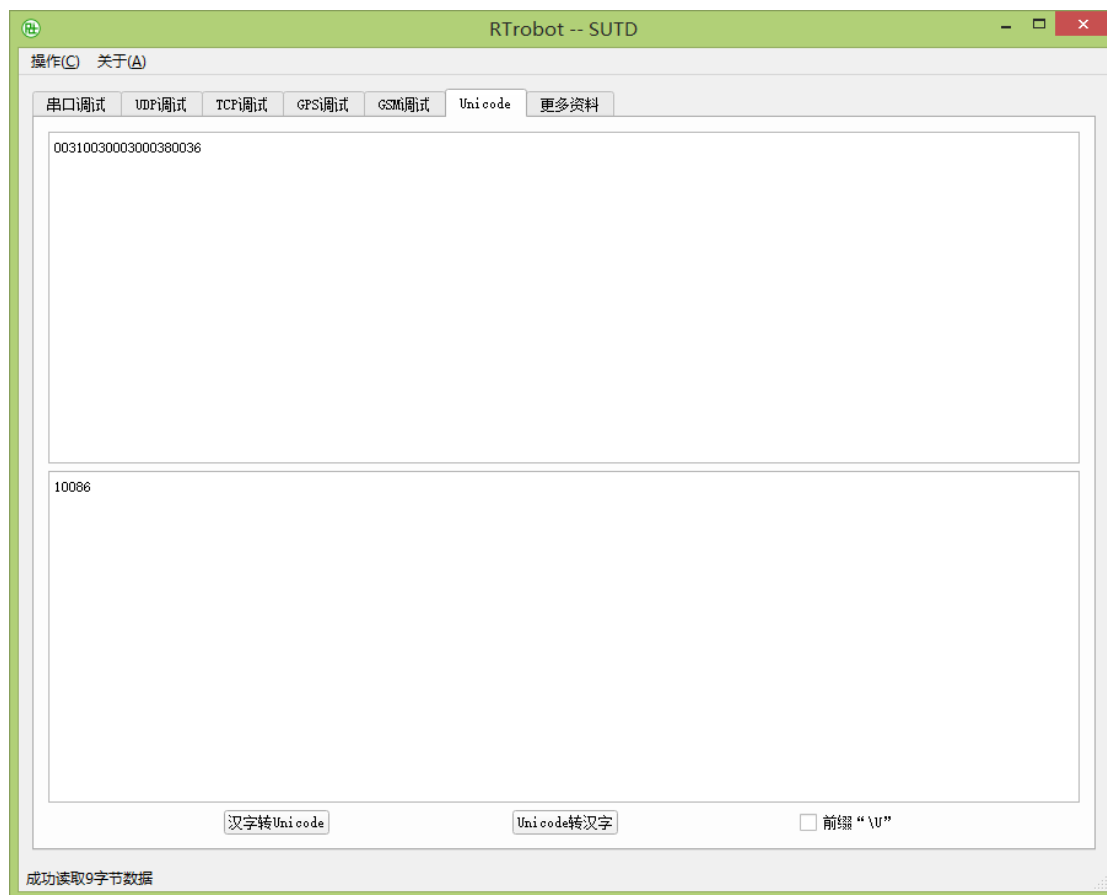 RTrobot -- SUTD
操作(C) 关于(A)
串口调试 UDP调试 TCP调试 GPS调试 GSM调试 Unicode 更多资料
00310030003000380036
10086
汉字转Unicode Unicode转汉字 前缀“\U”
成功读取9字节数据